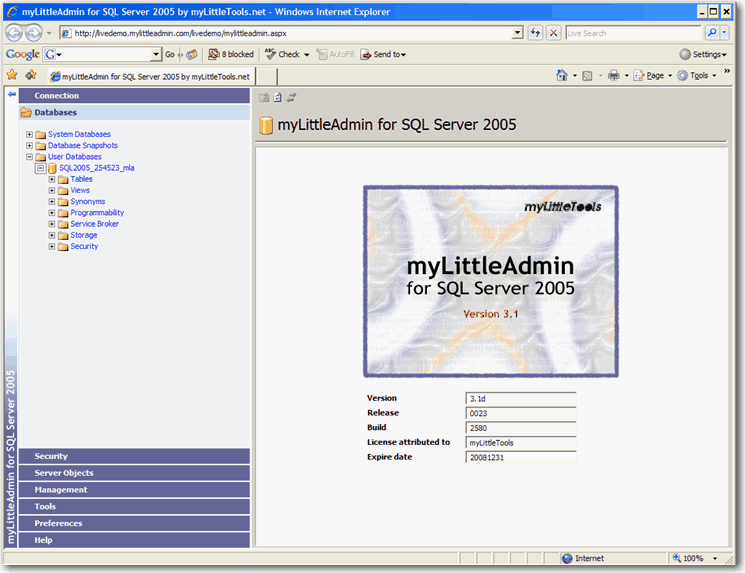 myLittleAdmin for SQL Server 2005 by myLittleTools.net - Windows Internet Explorer
http://livedemo.mylittleadmin.com/livedemo/mylittleadmin.aspx
Live Search
Google
G
Go
8 blocked
Check
AutoFill
Send to
Settings
myLittleAdmin for SQL Server 2005 by myLittleTools.net
Page
Tools
Connection
Databases
System Databases
Database Snapshots
User Databases
SQL2005_254523_mla
Tables
Views
Synonyms
Programmability
Service Broker
Storage
Security
Security
Server Objects
Management
Tools
Preferences
Help
myLittleAdmin for SQL Server 2005
myLittleAdmin for SQL Server 2005
myLittleTools
myLittleAdmin
for SQL Server 2005
Version 3.1
Version 3.1d
Release 0023
Build 2580
License attributed to myLittleTools
Expire date 20081231
Internet
100%